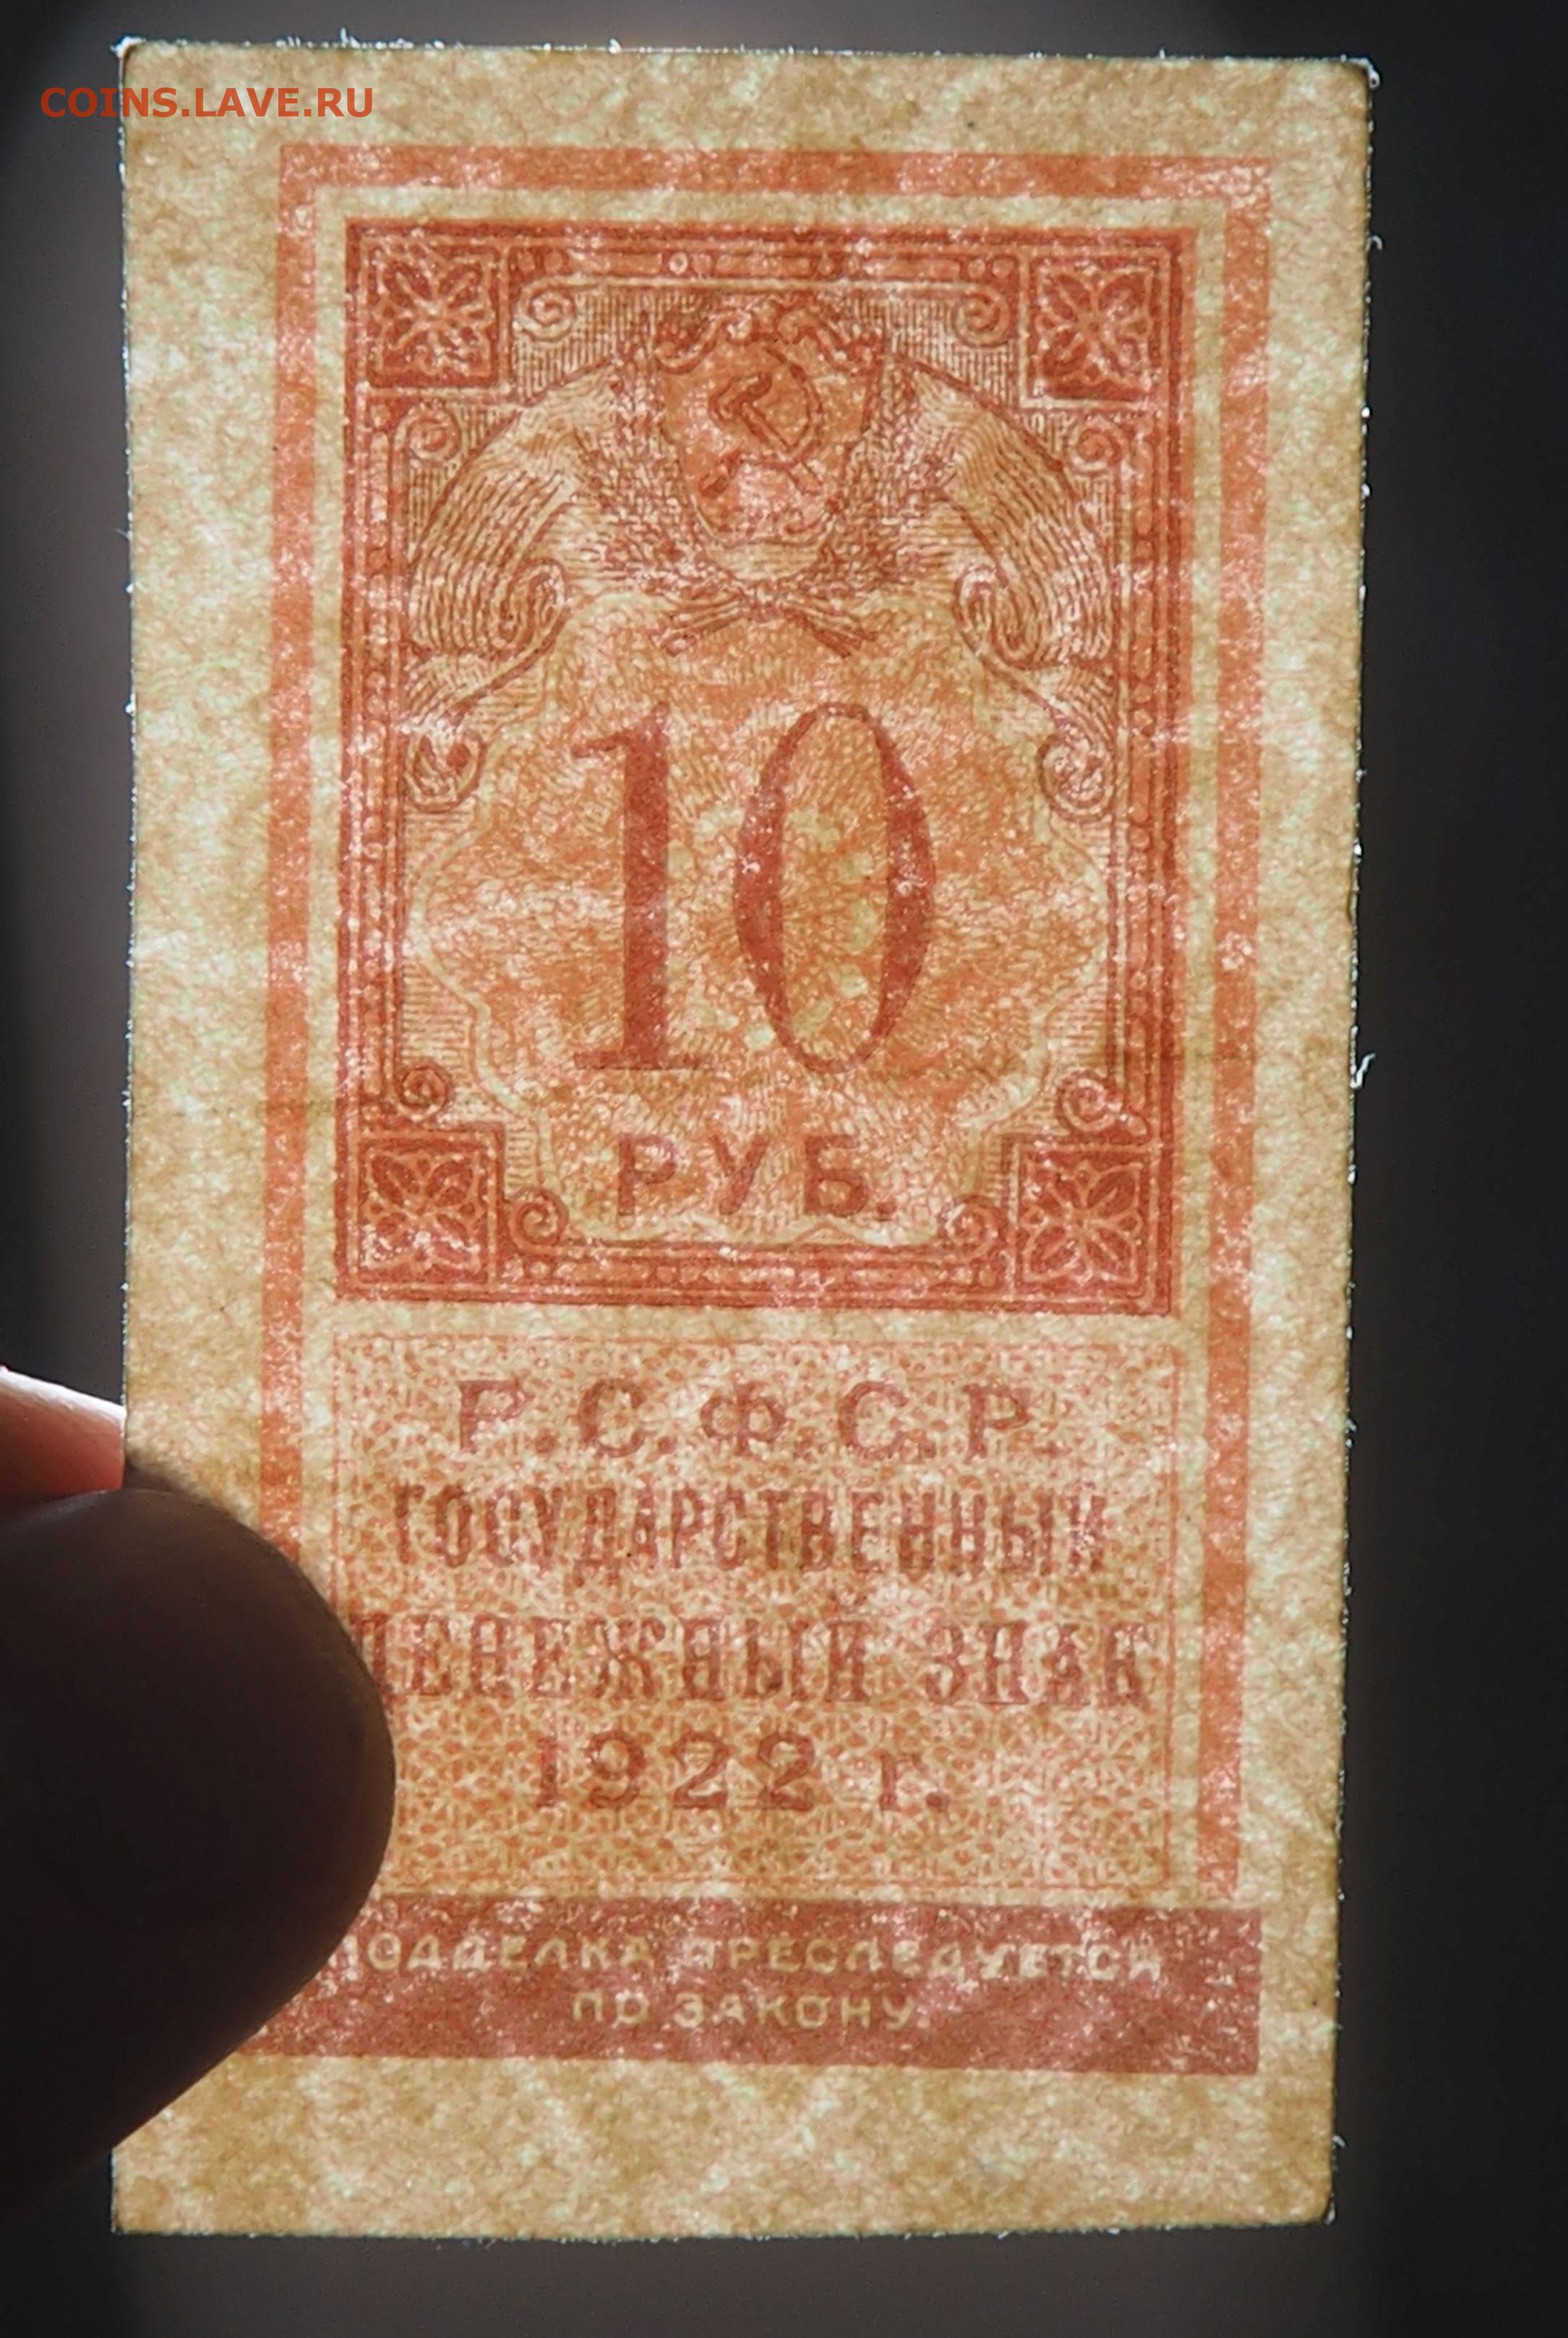 COINS.LAVE.RU
10
РУБ.
Р.С.Ф.С.Р.
ГОСУДАРСТВЕННЫЙ
ДЕНЕЖНЫЙ ЗНАК
1922 г.
ПОДДЕЛКА ПРЕСЛЕДУЕТСЯ
ПО ЗАКОНУ.